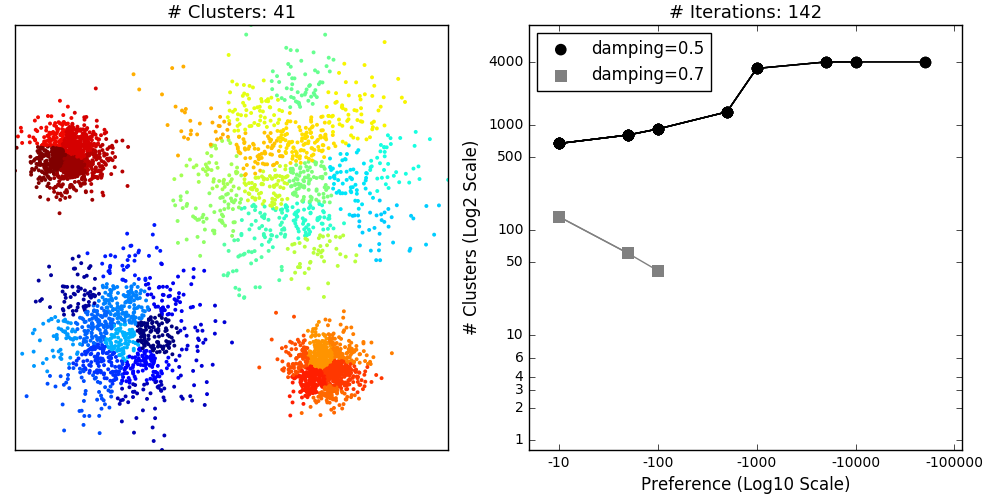 # Clusters: 41
# Iterations: 142
damping=0.5
damping=0.7
# Clusters (Log2 Scale)
4000
1000
500
100
50
10
6
4
3
2
1
-10
-100
-1000
-10000
-100000
Preference (Log10 Scale)